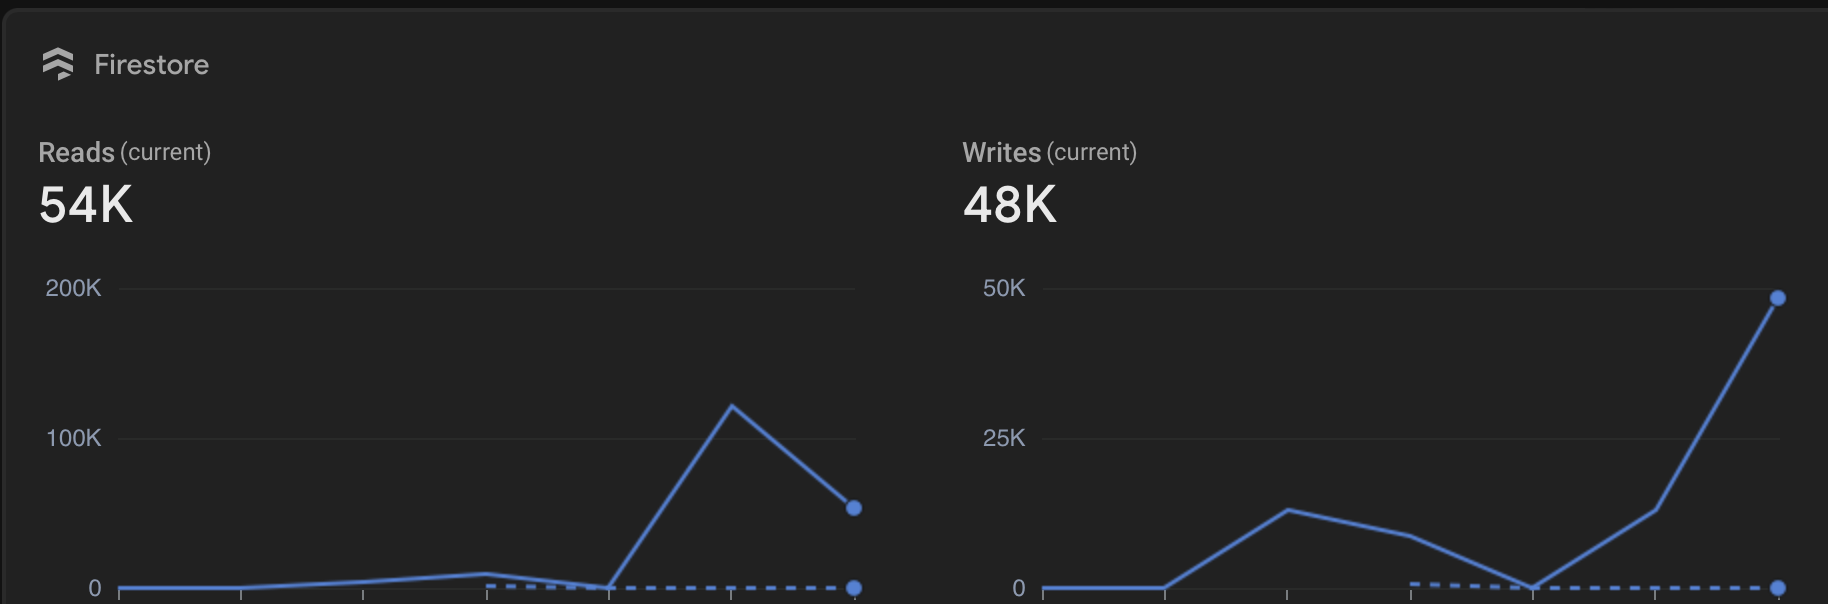 Firestore
Reads (current)
54K
200K
100K
0
Writes (current)
48K
50K
25K
0